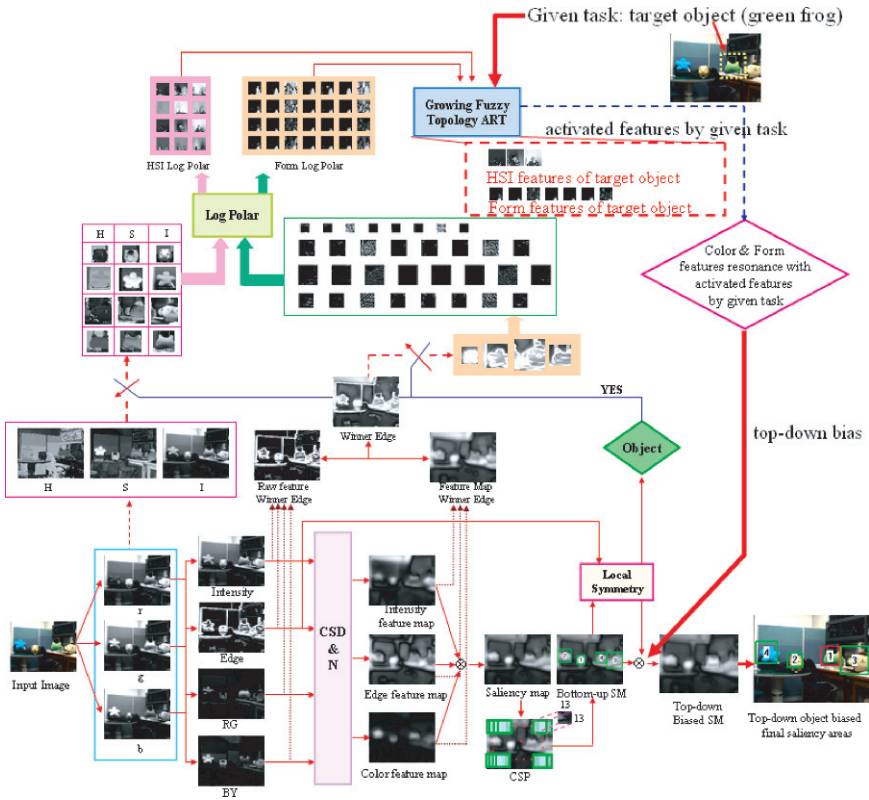 Given task: target object (green frog)
Growing Fuzzy
Topology ART
activated features by given task
HSI Log Polar
Form Log Polar
HSI features of target object
Form features of target object
Log Polar
H S I
Color & Form
features resonance with
activated features
by given task
YES
Winner Edge
Object
top-down bias
H S I
Raw feature
Winner Edge
Feature Map
Winner Edge
r
Intensity
Local
Symmetry
Intensity
feature map
CSD
&
N
g
Edge
Input Image
Edge feature map
Saliency map
Bottom-up SM
Top-down
Biased SM
4 2 1 3
Top-down object biased
final saliency areas
13
13
b
RG
Color feature map
CSP
BY